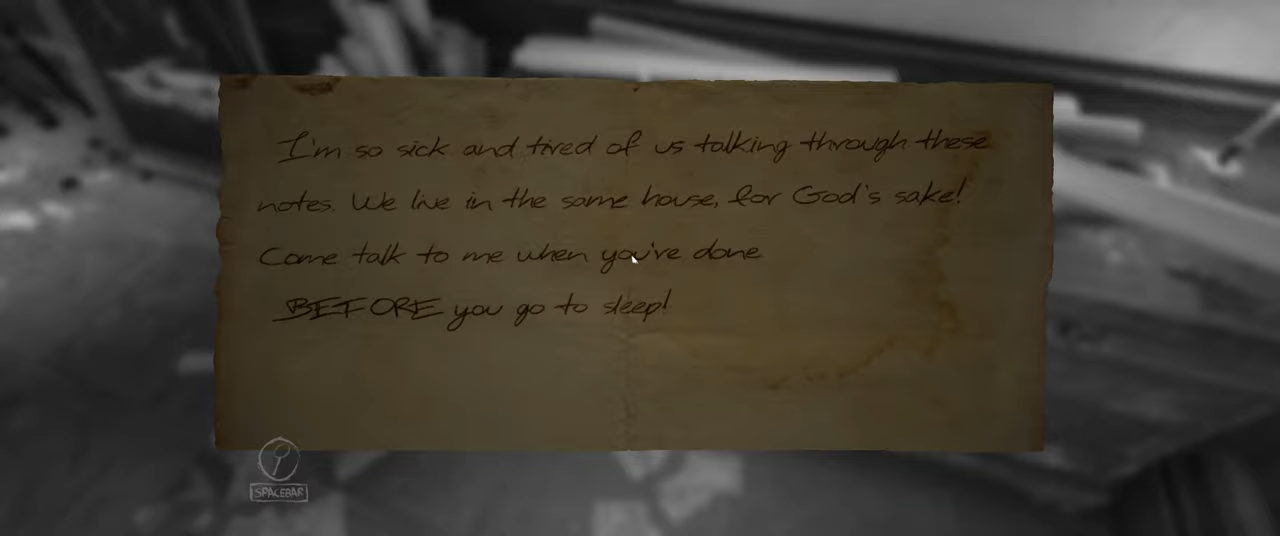 I'm so sick and tired of us talking through these
notes. We live in the same house, for God's sake!
Come talk to me when you're done
BEFORE you go to sleep!
SPACEBAR